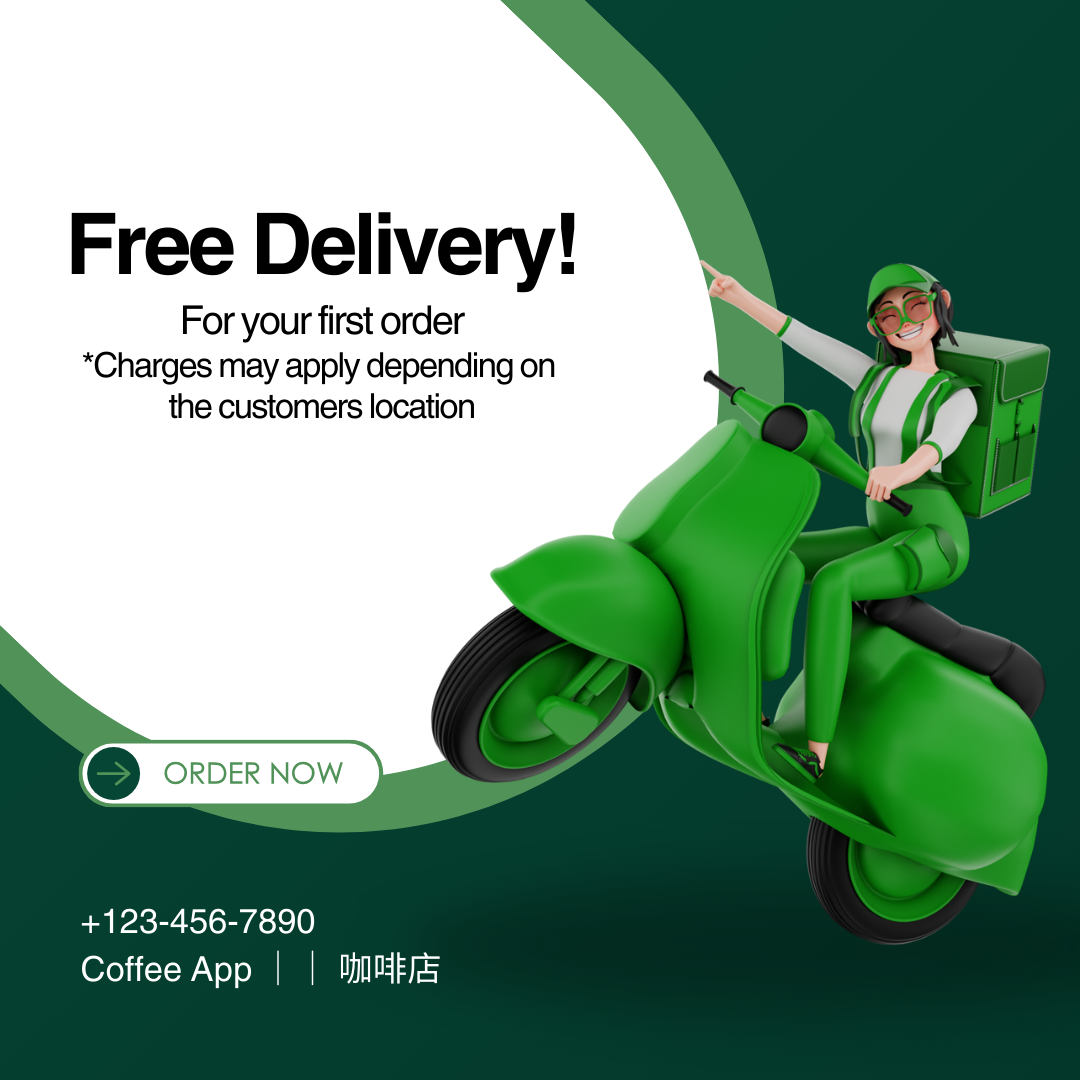 Free Delivery!
For your first order
*Charges may apply depending on
the customers location
ORDER NOW
+123-456-7890
Coffee App ｜｜ 咖啡店